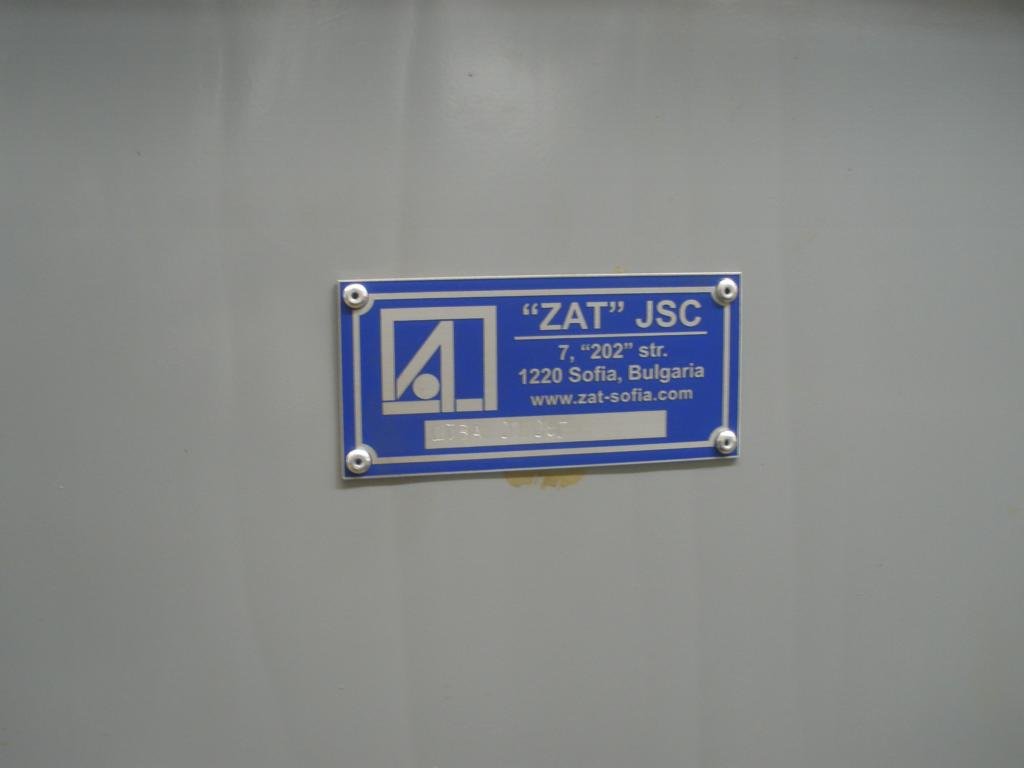 "ZAT" JSC
7, "202" str.
1220 Sofia, Bulgaria
www.zat-sofia.com